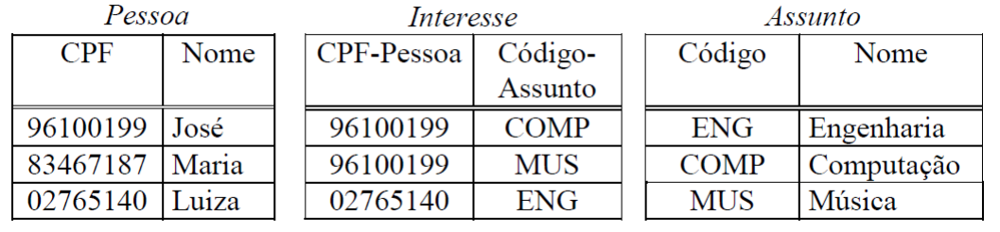 Pessoa Interesse Assunto
CPF Nome CPF-Pessoa Código- Código Nome
Assunto
96100199 José 96100199 COMP ENG Engenharia
83467187 Maria 96100199 MUS COMP Computação
02765140 Luiza 02765140 ENG MUS Música